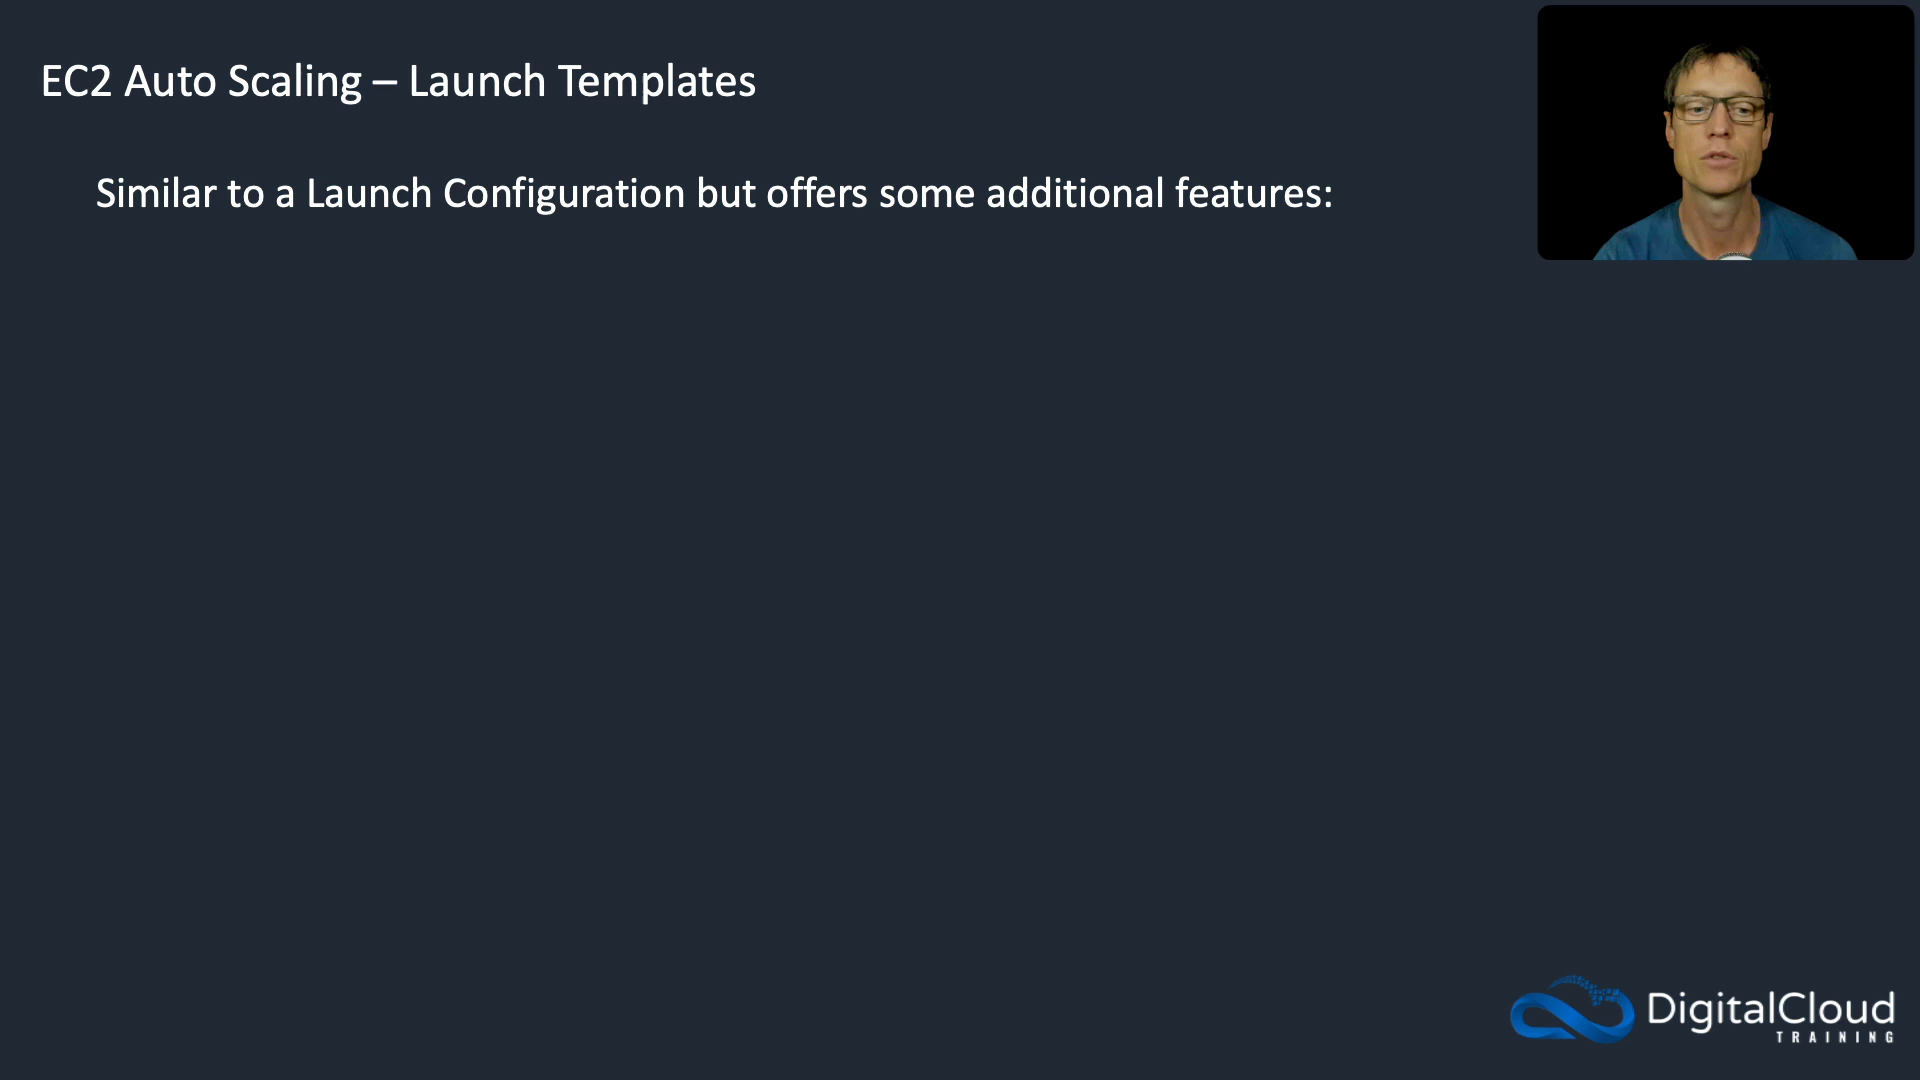 EC2 Auto Scaling – Launch Templates
Similar to a Launch Configuration but offers some additional features:
DigitalCloud
TRAINING